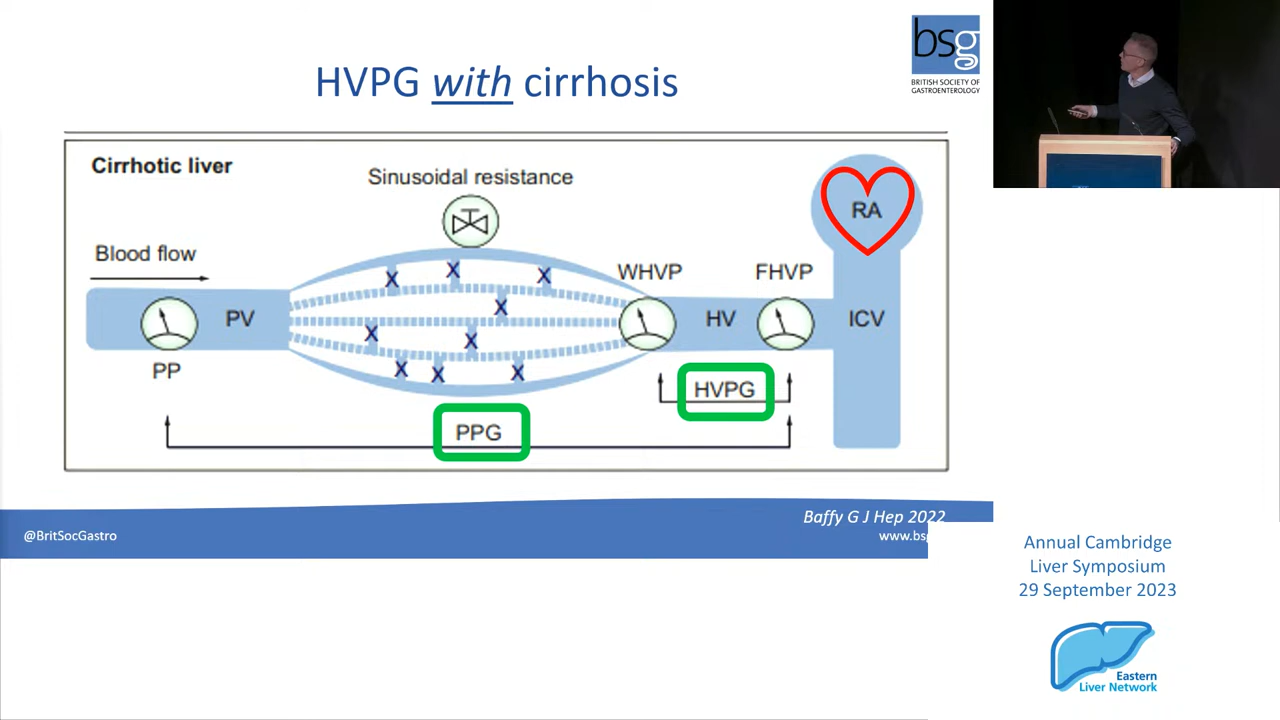 HVPG with cirrhosis
bsg
BRITISH SOCIETY OF
GASTROENTEROLOGY
Cirrhotic liver
Sinusoidal resistance
Blood flow
RA
WHVP
FHVP
PV
HV
ICV
PP
X
X
X
X
X
X
X
X
X
HVPG
PPG
Baffy G J Hep 2022
@BritSocGastro
www.bs
Annual Cambridge
Liver Symposium
29 September 2023
Eastern
Liver Network